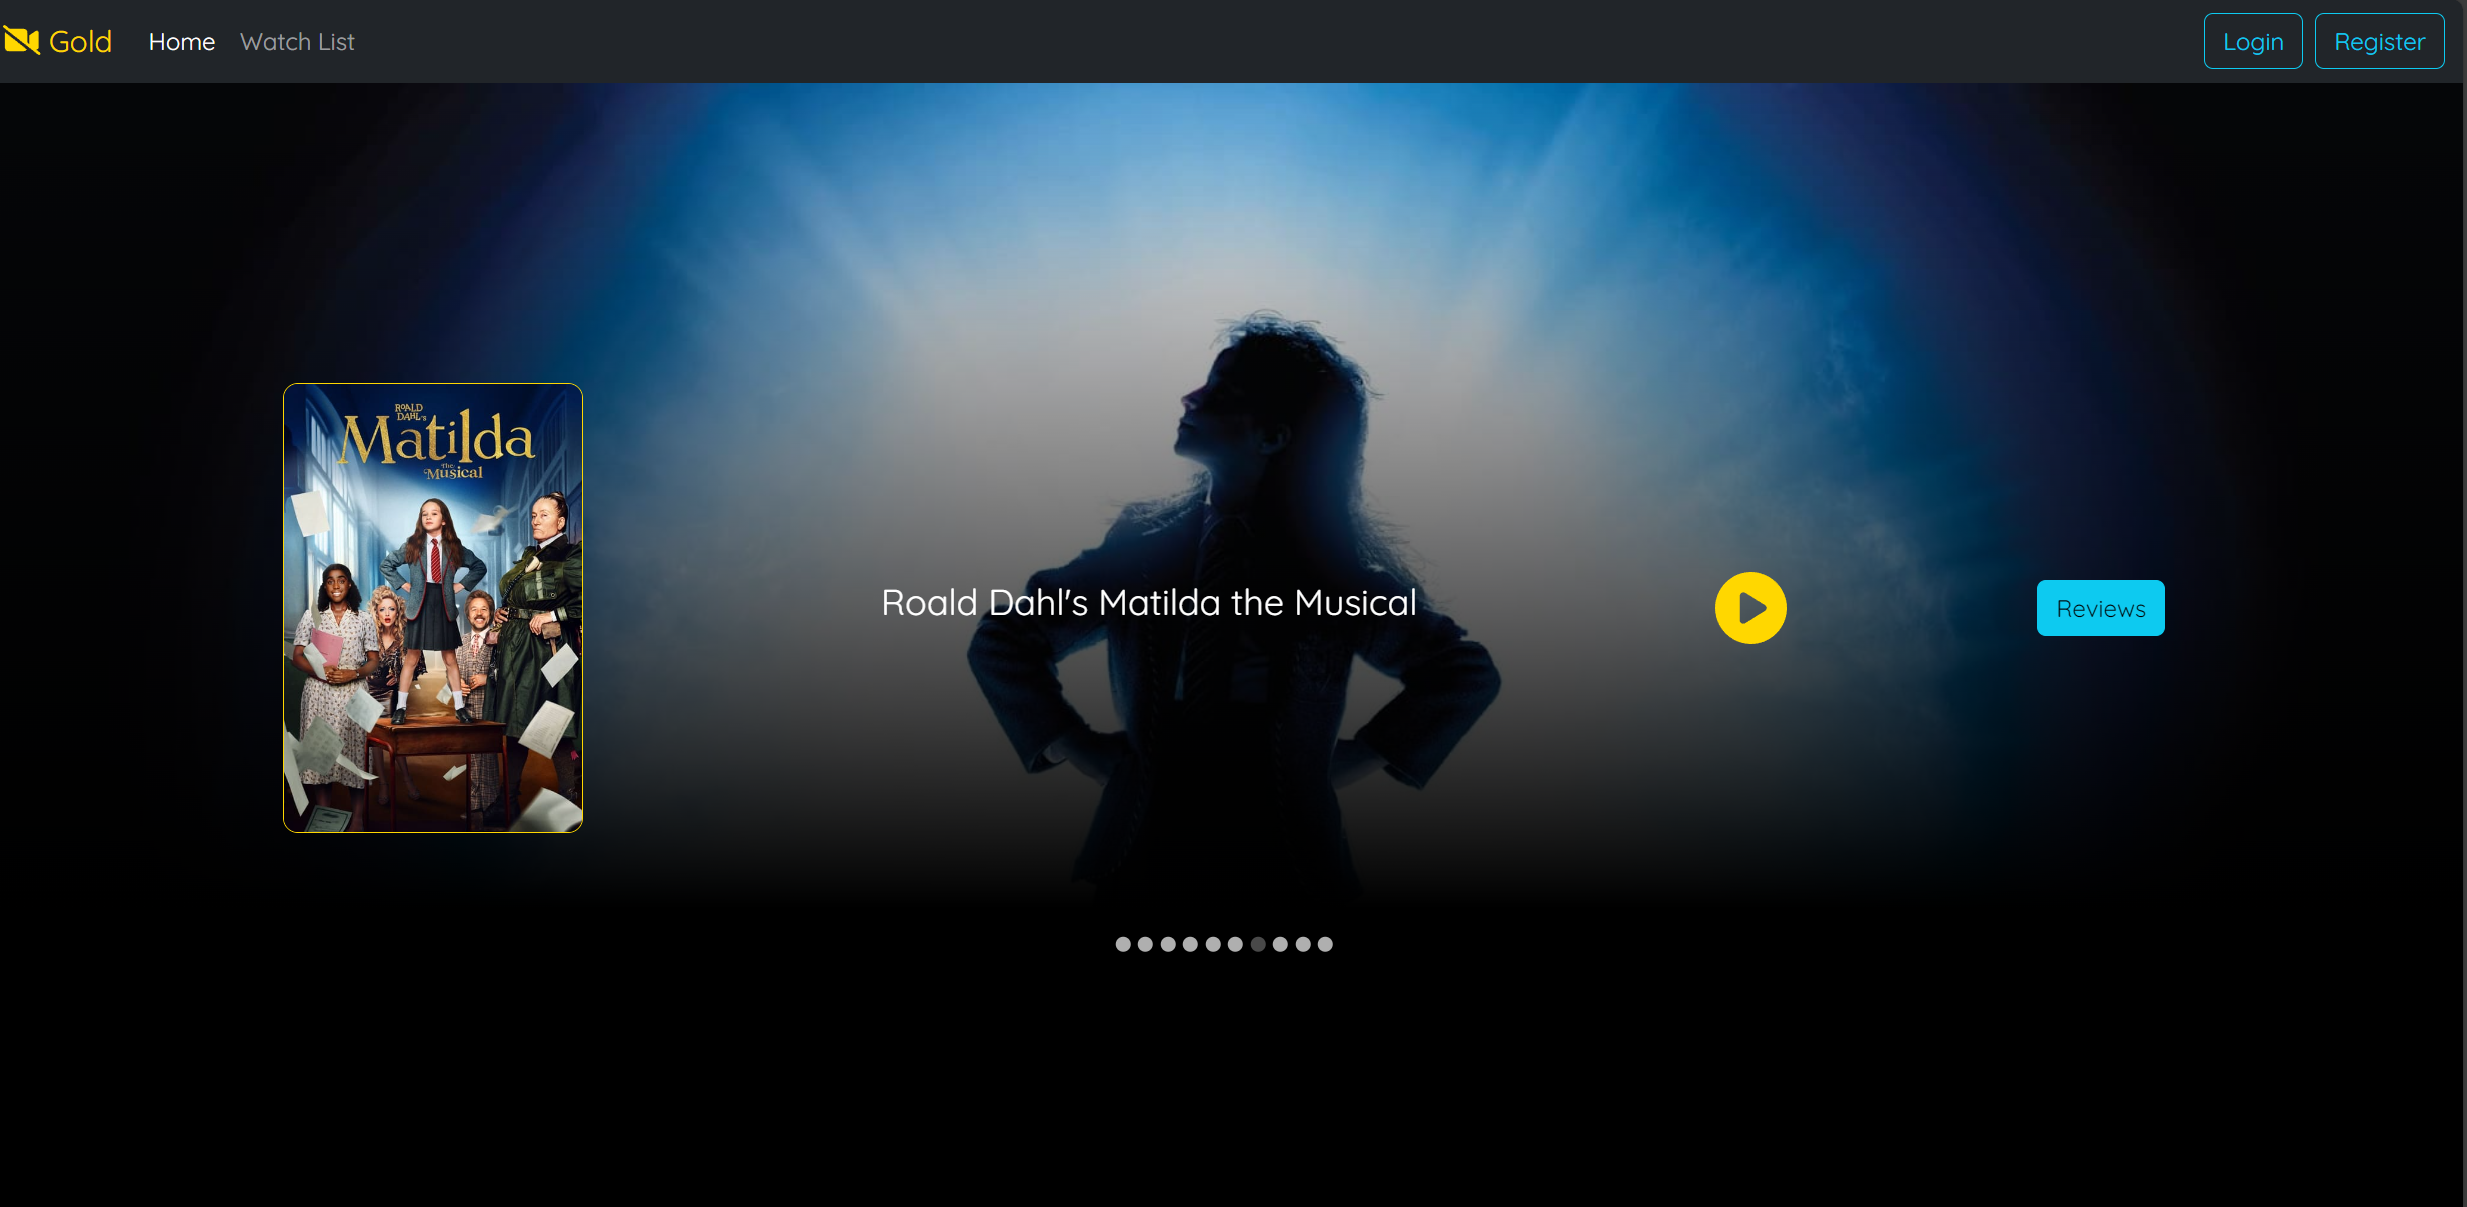 Gold
Home
Watch List
Login
Register
ROALD
DAHL'S
Matilda
The
Musical
Roald Dahl's Matilda the Musical
Reviews